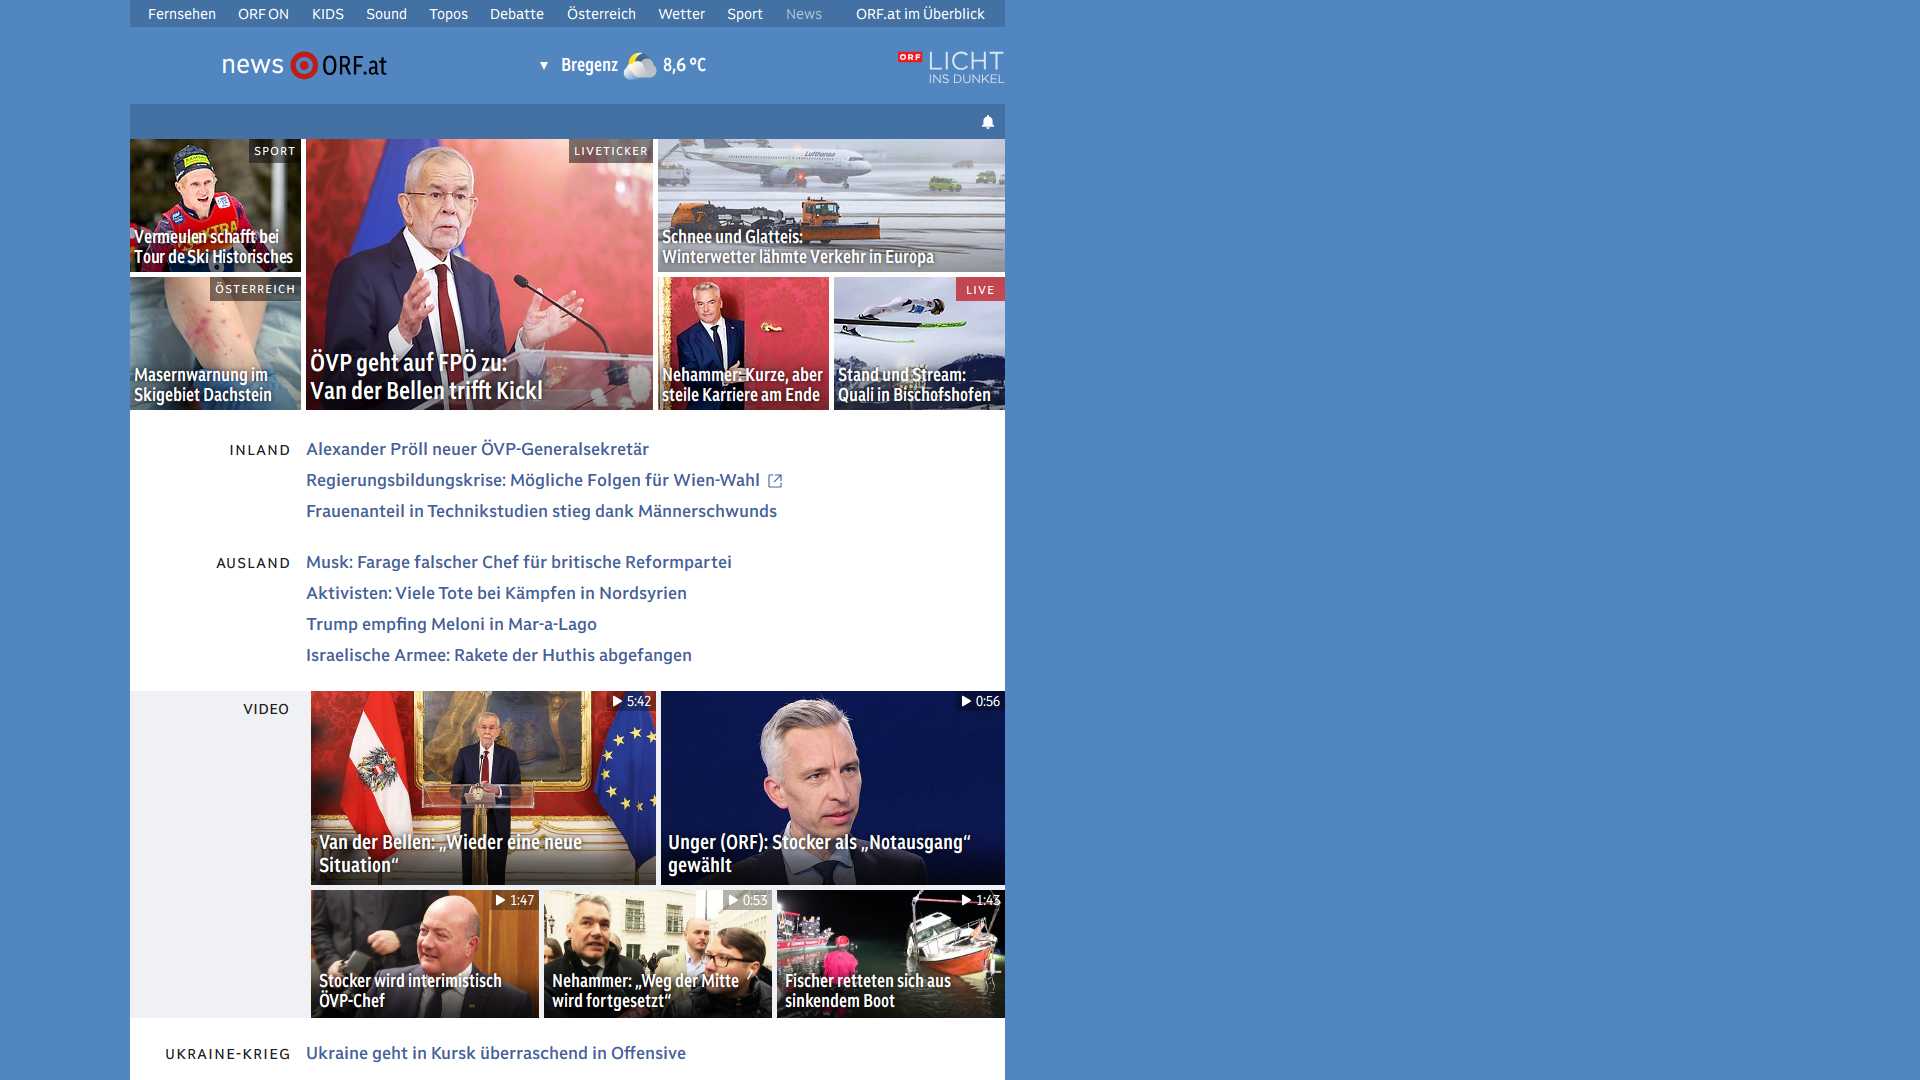 Fernsehen ORF ON KIDS Sound Topos Debatte Österreich Wetter Sport News ORF.at im Überblick
news ORF.at
Bregenz 8,6 °C
ORF LICHT
INS DUNKEL
SPORT
Vermeulen schafft bei
Tour de Ski Historisches
LIVETICKER
ÖVP geht auf FPÖ zu:
Van der Bellen trifft Kickl
Lufthansa
Schnee und Glatteis:
Winterwetter lähmte Verkehr in Europa
ÖSTERREICH
Masernwarnung im
Skigebiet Dachstein
Nehammer: Kurze, aber
steile Karriere am Ende
LIVE
Stand und Stream:
Quali in Bischofshofen
INLAND
Alexander Pröll neuer ÖVP-Generalsekretär
Regierungsbildungskrise: Mögliche Folgen für Wien-Wahl
Frauenanteil in Technikstudien stieg dank Männerschwunds
AUSLAND
Musk: Farage falscher Chef für britische Reformpartei
Aktivisten: Viele Tote bei Kämpfen in Nordsyrien
Trump empfing Meloni in Mar-a-Lago
Israelische Armee: Rakete der Huthis abgefangen
VIDEO
5:42
Van der Bellen: „Wieder eine neue
Situation“
0:56
Unger (ORF): Stocker als „Notausgang“
gewählt
1:47
Stocker wird interimistisch
ÖVP-Chef
0:53
Nehammer: „Weg der Mitte
wird fortgesetzt“
1:43
Fischer retteten sich aus
sinkendem Boot
UKRAINE-KRIEG
Ukraine geht in Kursk überraschend in Offensive